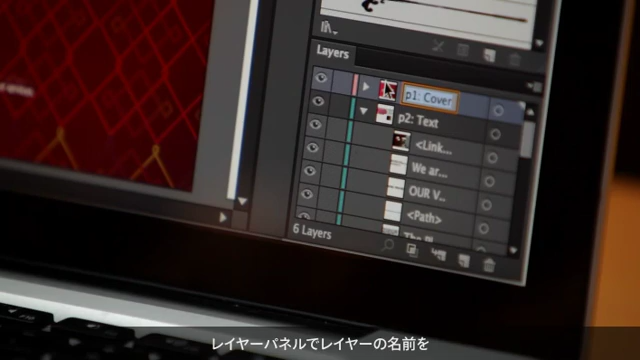 Layers
p1: Cover
p2: Text
<Link...
We ar...
OUR V...
<Path>
6 Layers
レイヤーパネルでレイヤーの名前を